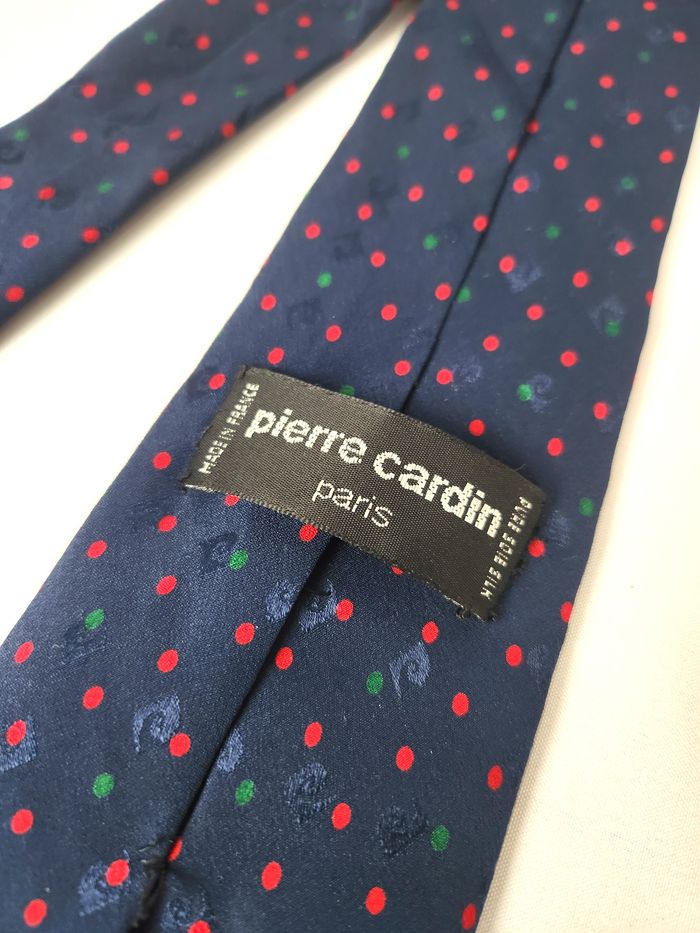 MADE IN FRANCE
pierre cardin
paris
PURE SOIE SILK